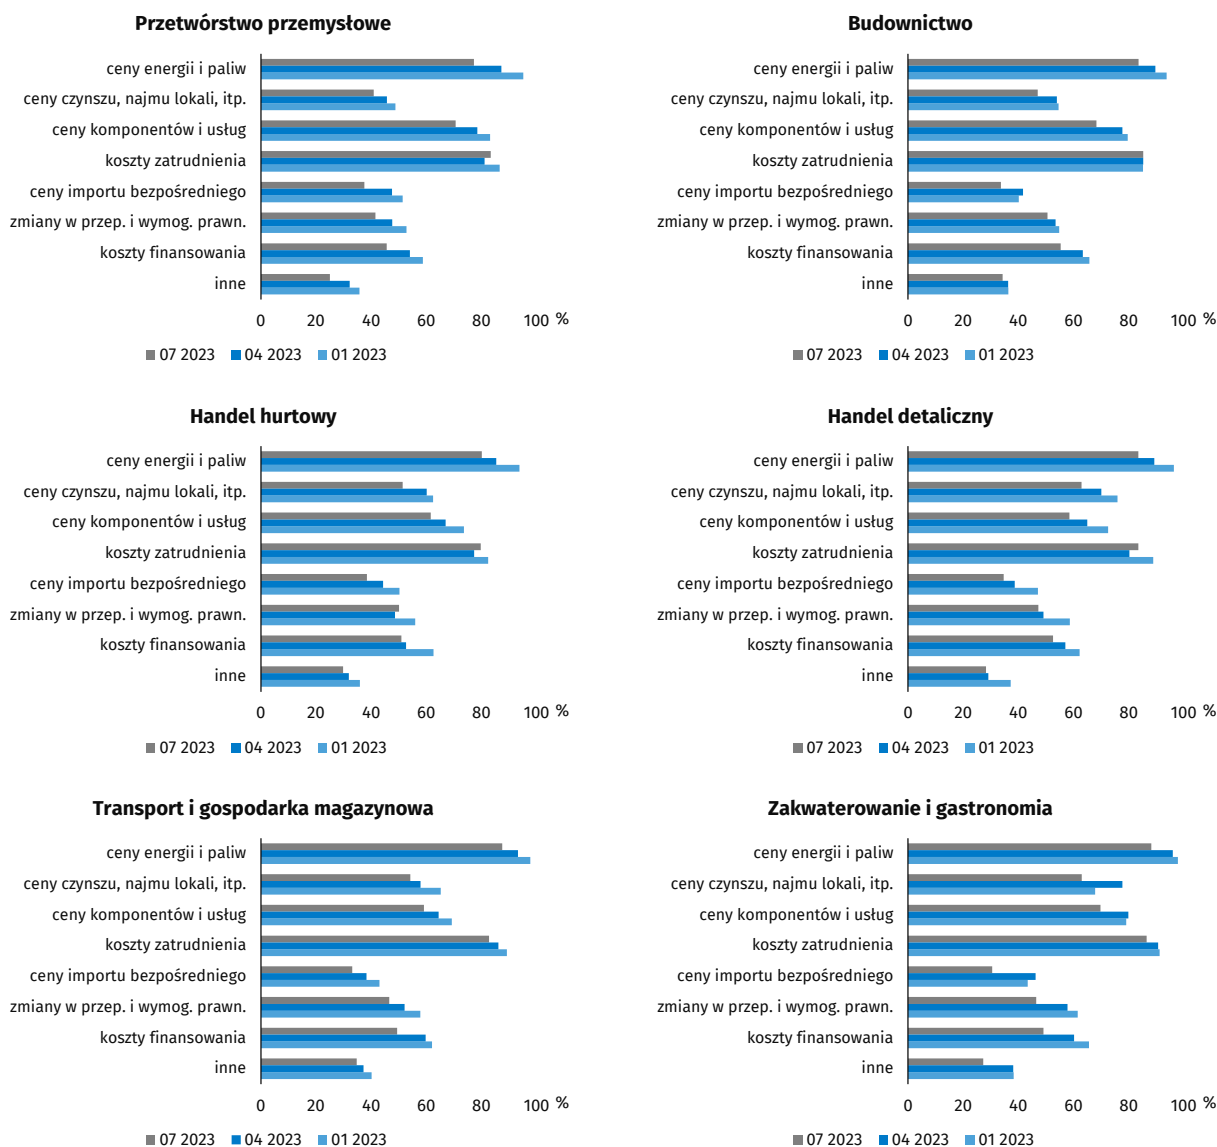 Przetwórstwo przemysłowe
ceny energii i paliw
ceny czynszu, najmu lokali, itp.
ceny komponentów i usług
koszty zatrudnienia
ceny importu bezpośredniego
zmiany w przep. i wymog. prawn.
koszty finansowania
inne
0 20 40 60 80 100 %
07 2023 04 2023 01 2023
Budownictwo
ceny energii i paliw
ceny czynszu, najmu lokali, itp.
ceny komponentów i usług
koszty zatrudnienia
ceny importu bezpośredniego
zmiany w przep. i wymog. prawn.
koszty finansowania
inne
0 20 40 60 80 100 %
07 2023 04 2023 01 2023
Handel hurtowy
ceny energii i paliw
ceny czynszu, najmu lokali, itp.
ceny komponentów i usług
koszty zatrudnienia
ceny importu bezpośredniego
zmiany w przep. i wymog. prawn.
koszty finansowania
inne
0 20 40 60 80 100 %
07 2023 04 2023 01 2023
Handel detaliczny
ceny energii i paliw
ceny czynszu, najmu lokali, itp.
ceny komponentów i usług
koszty zatrudnienia
ceny importu bezpośredniego
zmiany w przep. i wymog. prawn.
koszty finansowania
inne
0 20 40 60 80 100 %
07 2023 04 2023 01 2023
Transport i gospodarka magazynowa
ceny energii i paliw
ceny czynszu, najmu lokali, itp.
ceny komponentów i usług
koszty zatrudnienia
ceny importu bezpośredniego
zmiany w przep. i wymog. prawn.
koszty finansowania
inne
0 20 40 60 80 100 %
07 2023 04 2023 01 2023
Zakwaterowanie i gastronomia
ceny energii i paliw
ceny czynszu, najmu lokali, itp.
ceny komponentów i usług
koszty zatrudnienia
ceny importu bezpośredniego
zmiany w przep. i wymog. prawn.
koszty finansowania
inne
0 20 40 60 80 100 %
07 2023 04 2023 01 2023